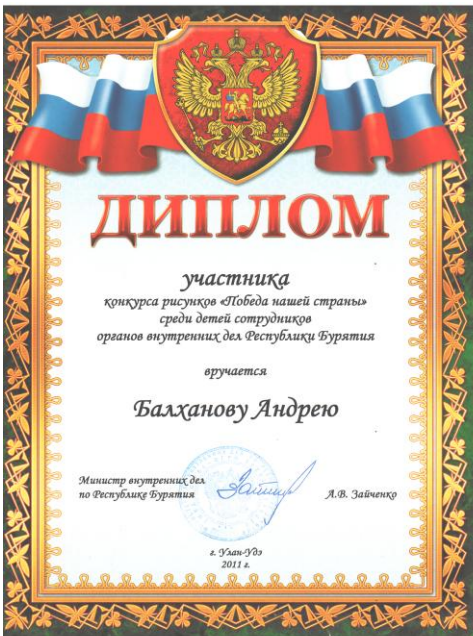 ДИПЛОМ
участника
конкурса рисунков «Победа нашей страны»
среди детей сотрудников
органов внутренних дел Республики Бурятия
вручается
Балханову Андрею
Министр внутренних дел
по Республике Бурятия
А.В. Зайченко
г. Улан-Удэ
2011 г.